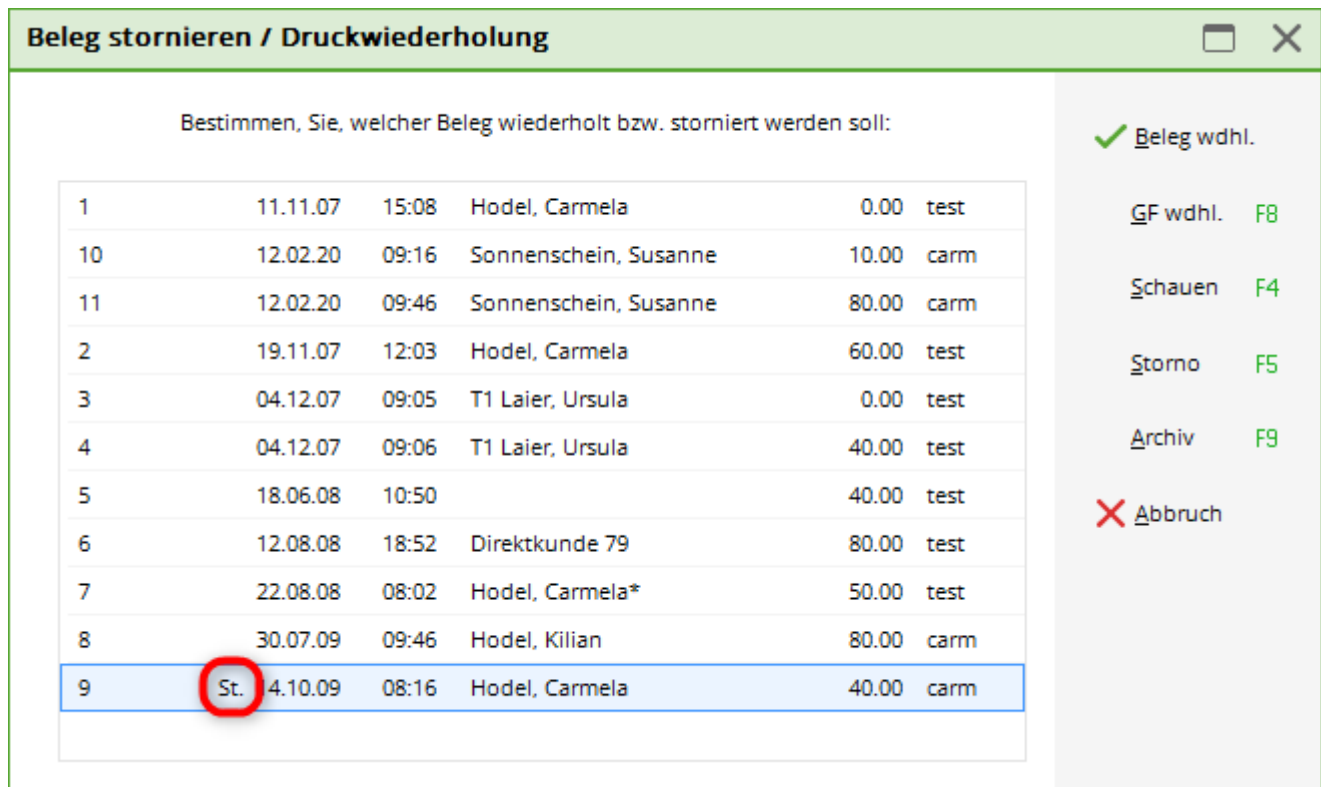 Beleg stornieren / Druckwiederholung
Bestimmen, Sie, welcher Beleg wiederholt bzw. storniert werden soll:
1 11.11.07 15:08 Hodel, Carmela 0.00 test
10 12.02.20 09:16 Sonnenschein, Susanne 10.00 carm
11 12.02.20 09:46 Sonnenschein, Susanne 80.00 carm
2 19.11.07 12:03 Hodel, Carmela 60.00 test
3 04.12.07 09:05 T1 Laier, Ursula 0.00 test
4 04.12.07 09:06 T1 Laier, Ursula 40.00 test
5 18.06.08 10:50 40.00 test
6 12.08.08 18:52 Direktkunde 79 80.00 test
7 22.08.08 08:02 Hodel, Carmela* 50.00 test
8 30.07.09 09:46 Hodel, Kilian 80.00 carm
9 St. 14.10.09 08:16 Hodel, Carmela 40.00 carm
Beleg wdhl.
GF wdhl. F8
Schauen F4
Storno F5
Archiv F9
Abbruch